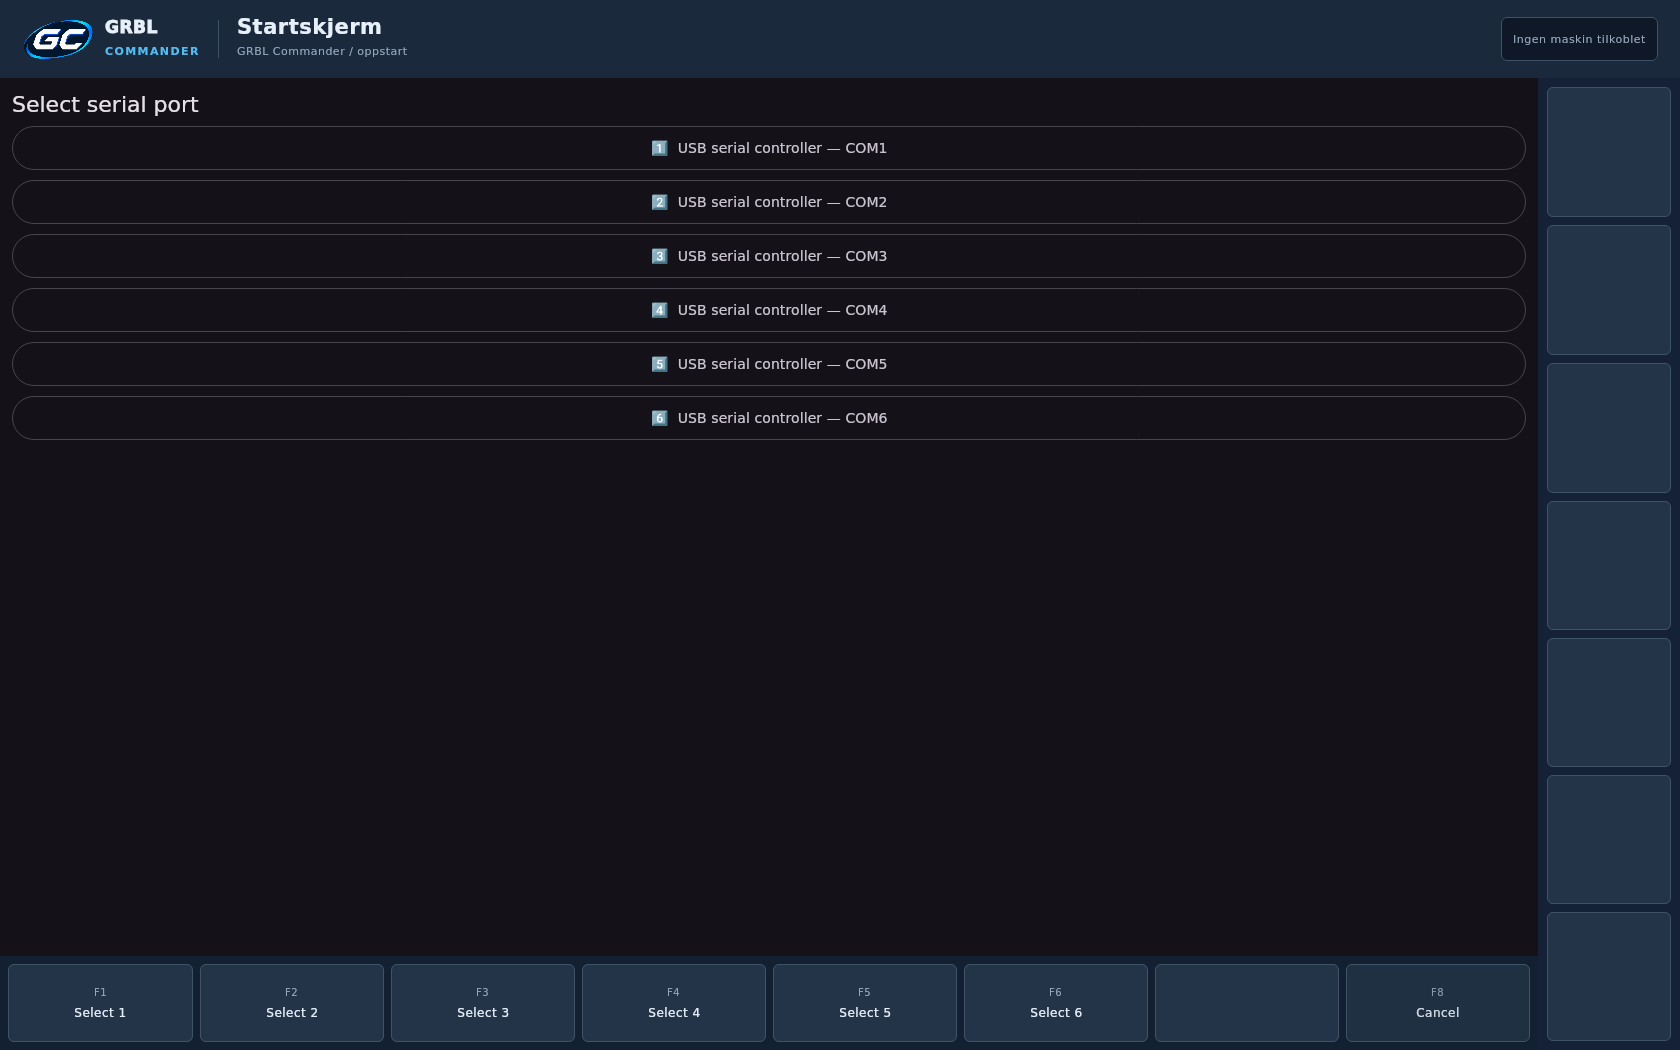 GC
GRBL
COMMANDER
Startskjerm
GRBL Commander / oppstart
Ingen maskin tilkoblet
Select serial port
1 USB serial controller — COM1
2 USB serial controller — COM2
3 USB serial controller — COM3
4 USB serial controller — COM4
5 USB serial controller — COM5
6 USB serial controller — COM6
F1
Select 1
F2
Select 2
F3
Select 3
F4
Select 4
F5
Select 5
F6
Select 6
F8
Cancel